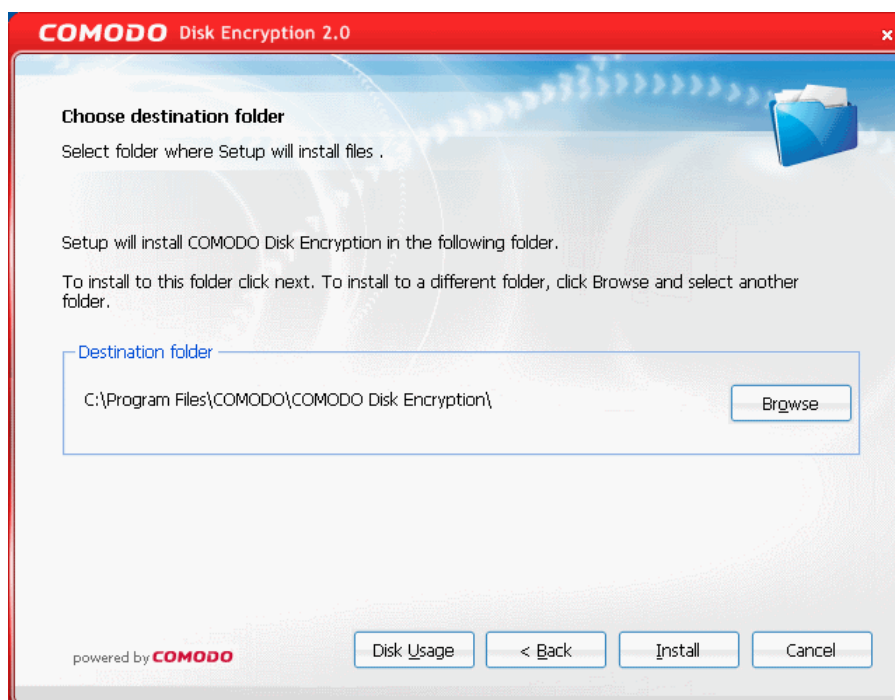 COMODO Disk Encryption 2.0
Choose destination folder
Select folder where Setup will install files .
Setup will install COMODO Disk Encryption in the following folder.
To install to this folder click next. To install to a different folder, click Browse and select another
folder.
Destination folder
C:\Program Files\COMODO\COMODO Disk Encryption\
Browse
powered by COMODO
Disk Usage
< Back
Install
Cancel